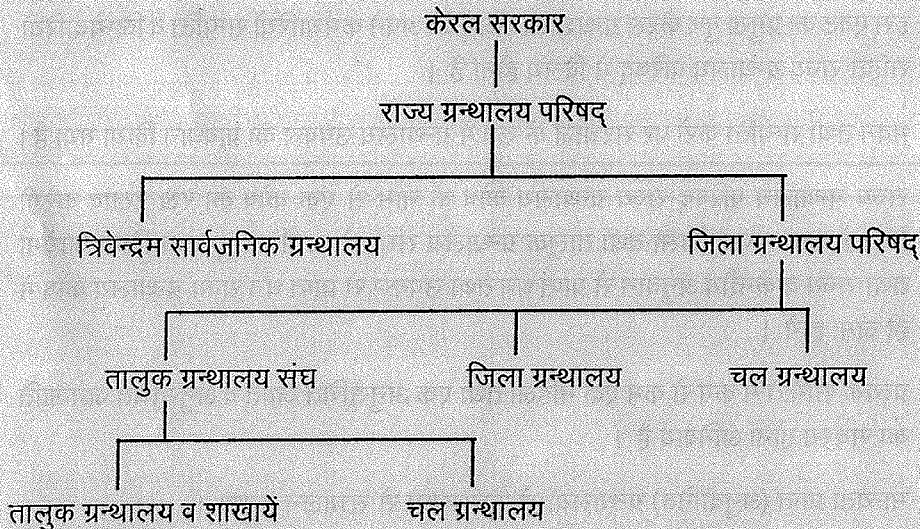 केरल सरकार
राज्य ग्रन्थालय परिषद्
त्रिवेन्द्रम सार्वजनिक ग्रन्थालय जिला ग्रन्थालय परिषद्
तालुक ग्रन्थालय संघ जिला ग्रन्थालय चल ग्रन्थालय
तालुक ग्रन्थालय व शाखायें चल ग्रन्थालय